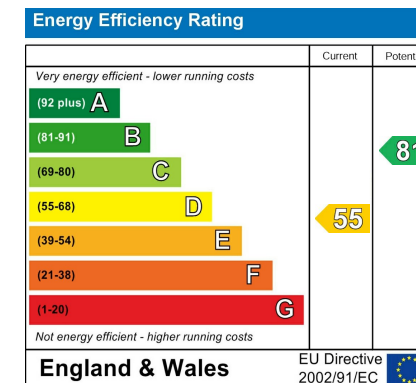 Energy Efficiency Rating
Current Potent
Very energy efficient - lower running costs
(92 plus) A
(81-91) B
81
(69-80) C
(55-68) D
55
(39-54) E
(21-38) F
(1-20) G
Not energy efficient - higher running costs
England & Wales
EU Directive
2002/91/EC